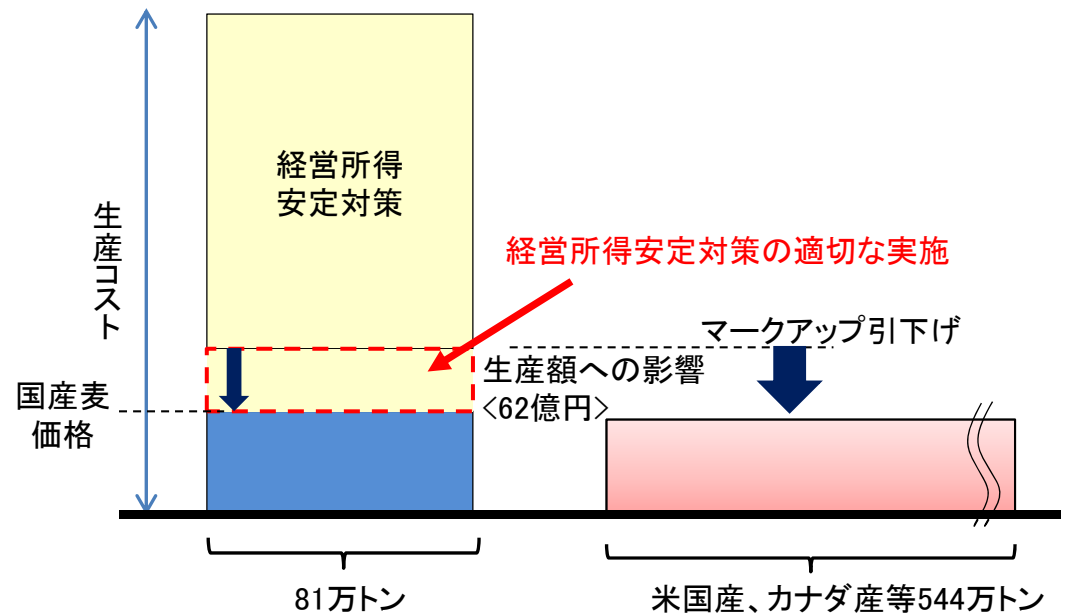 経営所得
安定対策
生産コスト
経営所得安定対策の適切な実施
マークアップ引下げ
生産額への影響
<62億円>
国産麦
価格
81万トン
米国産、カナダ産等544万トン